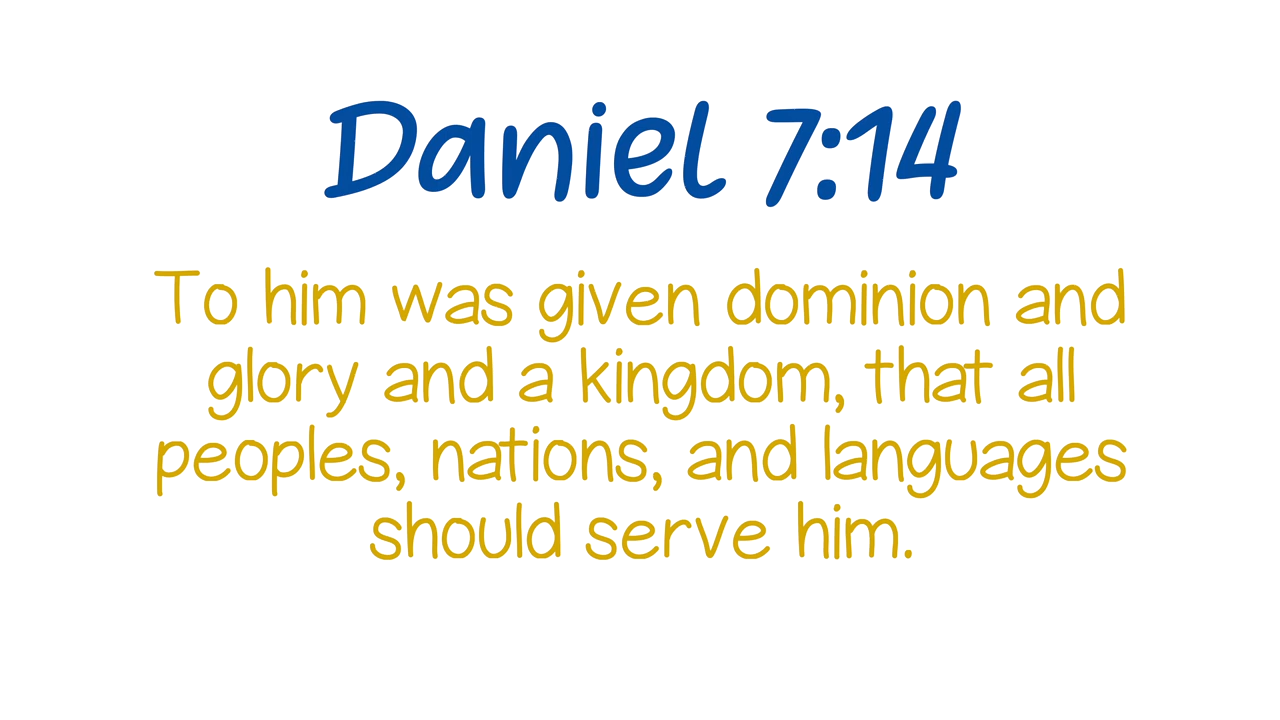 Daniel 7:14
To him was given dominion and
glory and a kingdom, that all
peoples, nations, and languages
should serve him.